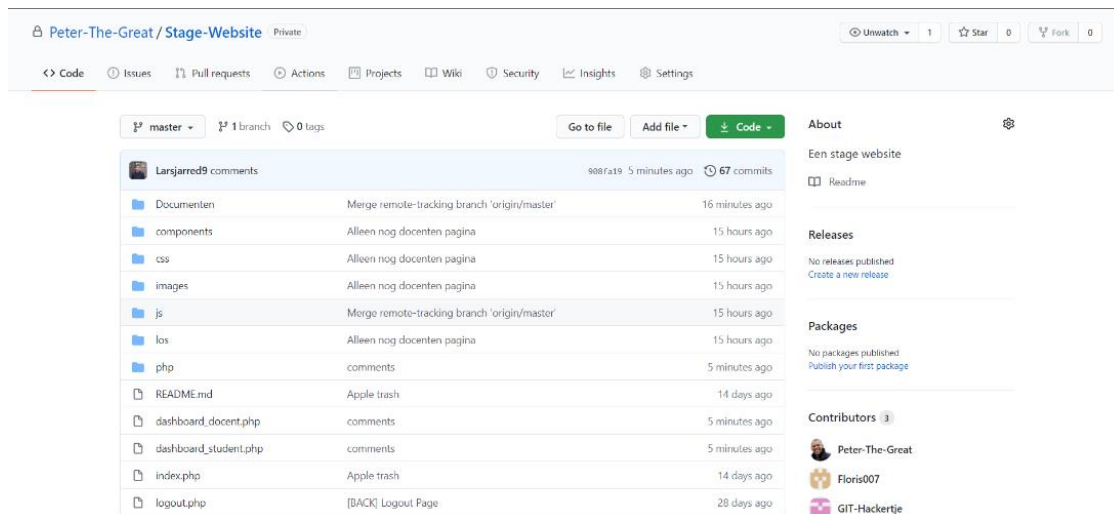 Peter-The-Great / Stage-Website Private
Unwatch 1 Star 0 Fork 0
Code Issues Pull requests Actions Projects Wiki Security Insights Settings
master 1 branch 0 tags Go to file Add file Code
Larsjarred9 comments 908fa19 5 minutes ago 67 commits
Documenten Merge remote-tracking branch 'origin/master' 16 minutes ago
components Alleen nog docenten pagina 15 hours ago
css Alleen nog docenten pagina 15 hours ago
images Alleen nog docenten pagina 15 hours ago
js Merge remote-tracking branch 'origin/master' 15 hours ago
los Alleen nog docenten pagina 15 hours ago
php comments 5 minutes ago
README.md Apple trash 14 days ago
dashboard_docent.php comments 5 minutes ago
dashboard_student.php comments 5 minutes ago
index.php Apple trash 14 days ago
logout.php [BACK] Logout Page 28 days ago
About
Een stage website
Readme
Releases
No releases published
Create a new release
Packages
No packages published
Publish your first package
Contributors 3
Peter-The-Great
Floris007
GIT-Hackertje